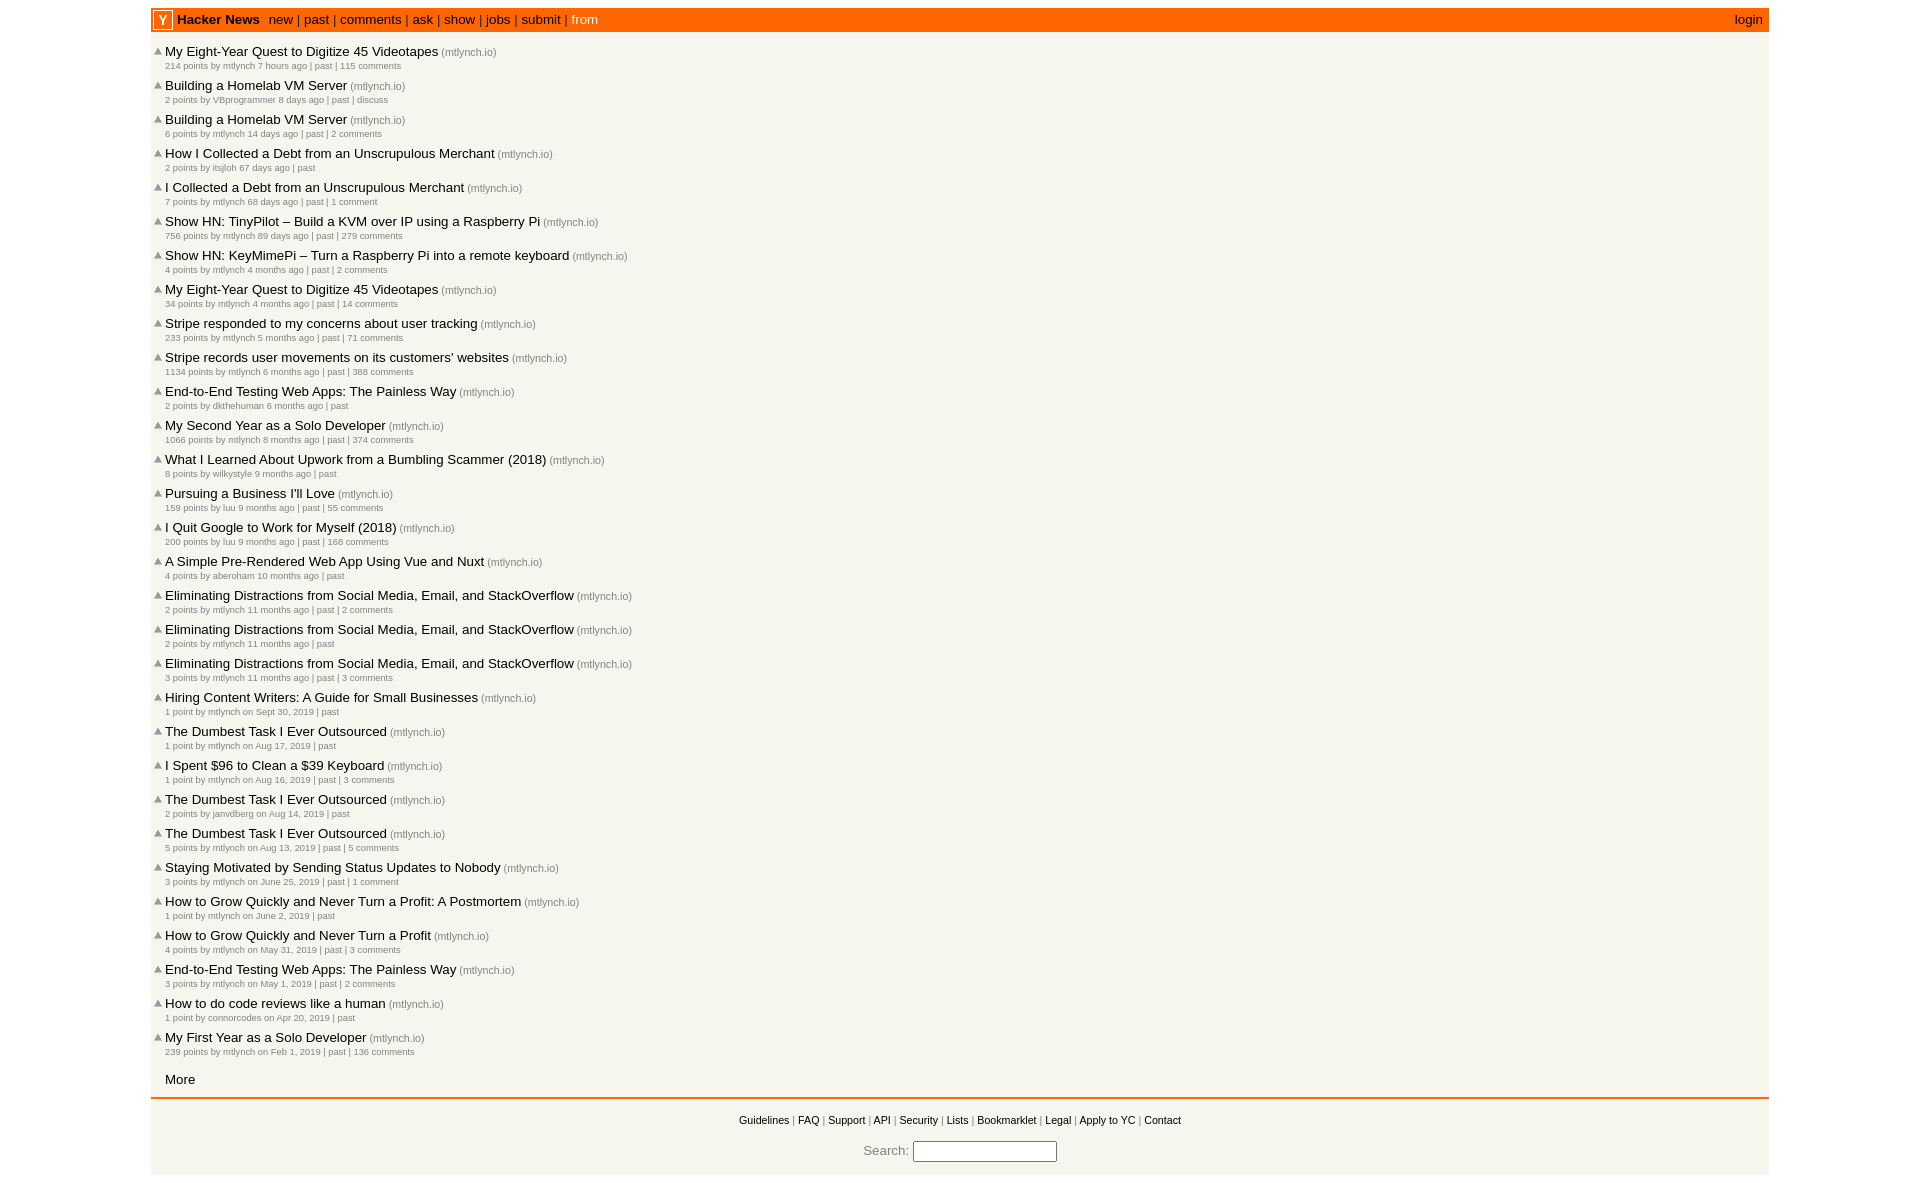 Y Hacker News new | past | comments | ask | show | jobs | submit | from login
My Eight-Year Quest to Digitize 45 Videotapes (mtlynch.io)
214 points by mtlynch 7 hours ago | past | 115 comments
Building a Homelab VM Server (mtlynch.io)
2 points by VBprogrammer 8 days ago | past | discuss
Building a Homelab VM Server (mtlynch.io)
6 points by mtlynch 14 days ago | past | 2 comments
How I Collected a Debt from an Unscrupulous Merchant (mtlynch.io)
2 points by itsjloh 67 days ago | past
I Collected a Debt from an Unscrupulous Merchant (mtlynch.io)
7 points by mtlynch 68 days ago | past | 1 comment
Show HN: TinyPilot – Build a KVM over IP using a Raspberry Pi (mtlynch.io)
756 points by mtlynch 89 days ago | past | 279 comments
Show HN: KeyMimePi – Turn a Raspberry Pi into a remote keyboard (mtlynch.io)
4 points by mtlynch 4 months ago | past | 2 comments
My Eight-Year Quest to Digitize 45 Videotapes (mtlynch.io)
34 points by mtlynch 4 months ago | past | 14 comments
Stripe responded to my concerns about user tracking (mtlynch.io)
233 points by mtlynch 5 months ago | past | 71 comments
Stripe records user movements on its customers' websites (mtlynch.io)
1134 points by mtlynch 6 months ago | past | 388 comments
End-to-End Testing Web Apps: The Painless Way (mtlynch.io)
2 points by dkthehuman 6 months ago | past
My Second Year as a Solo Developer (mtlynch.io)
1066 points by mtlynch 8 months ago | past | 374 comments
What I Learned About Upwork from a Bumbling Scammer (2018) (mtlynch.io)
8 points by wilkystyle 9 months ago | past
Pursuing a Business I'll Love (mtlynch.io)
159 points by luu 9 months ago | past | 55 comments
I Quit Google to Work for Myself (2018) (mtlynch.io)
200 points by luu 9 months ago | past | 168 comments
A Simple Pre-Rendered Web App Using Vue and Nuxt (mtlynch.io)
4 points by aberoham 10 months ago | past
Eliminating Distractions from Social Media, Email, and StackOverflow (mtlynch.io)
2 points by mtlynch 11 months ago | past | 2 comments
Eliminating Distractions from Social Media, Email, and StackOverflow (mtlynch.io)
2 points by mtlynch 11 months ago | past
Eliminating Distractions from Social Media, Email, and StackOverflow (mtlynch.io)
3 points by mtlynch 11 months ago | past | 3 comments
Hiring Content Writers: A Guide for Small Businesses (mtlynch.io)
1 point by mtlynch on Sept 30, 2019 | past
The Dumbest Task I Ever Outsourced (mtlynch.io)
1 point by mtlynch on Aug 17, 2019 | past
I Spent $96 to Clean a $39 Keyboard (mtlynch.io)
1 point by mtlynch on Aug 16, 2019 | past | 3 comments
The Dumbest Task I Ever Outsourced (mtlynch.io)
2 points by janvdberg on Aug 14, 2019 | past
The Dumbest Task I Ever Outsourced (mtlynch.io)
5 points by mtlynch on Aug 13, 2019 | past | 5 comments
Staying Motivated by Sending Status Updates to Nobody (mtlynch.io)
3 points by mtlynch on June 25, 2019 | past | 1 comment
How to Grow Quickly and Never Turn a Profit: A Postmortem (mtlynch.io)
1 point by mtlynch on June 2, 2019 | past
How to Grow Quickly and Never Turn a Profit (mtlynch.io)
4 points by mtlynch on May 31, 2019 | past | 3 comments
End-to-End Testing Web Apps: The Painless Way (mtlynch.io)
3 points by mtlynch on May 1, 2019 | past | 2 comments
How to do code reviews like a human (mtlynch.io)
1 point by connorcodes on Apr 20, 2019 | past
My First Year as a Solo Developer (mtlynch.io)
239 points by mtlynch on Feb 1, 2019 | past | 136 comments
More
Guidelines | FAQ | Support | API | Security | Lists | Bookmarklet | Legal | Apply to YC | Contact
Search: